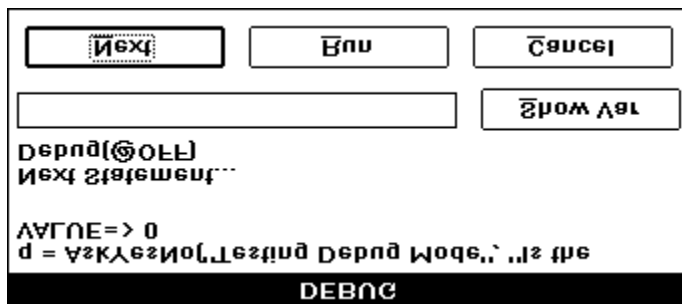 DEBUG
q = AskYesNo("Testing Debug Mode", "Is the
VALUE=> 0
Next Statement...
Debug(@OFF)
Show Var
Next Run Cancel